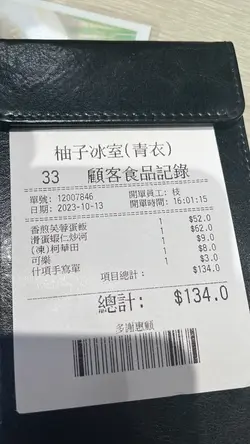 柚子冰室(青衣)
33 顧客食品記錄
單號: 12007846 開單員工: 枝
日期: 2023-10-13 開單時間: 16:01:15
香煎芙蓉蛋飯 1 $52.0
滑蛋蝦仁炒河 1 $62.0
(凍)柯華田 1 $9.0
可樂 1 $8.0
什項手寫單 1 $3.0
項目總計: $134.0
總計: $134.0
多謝惠顧